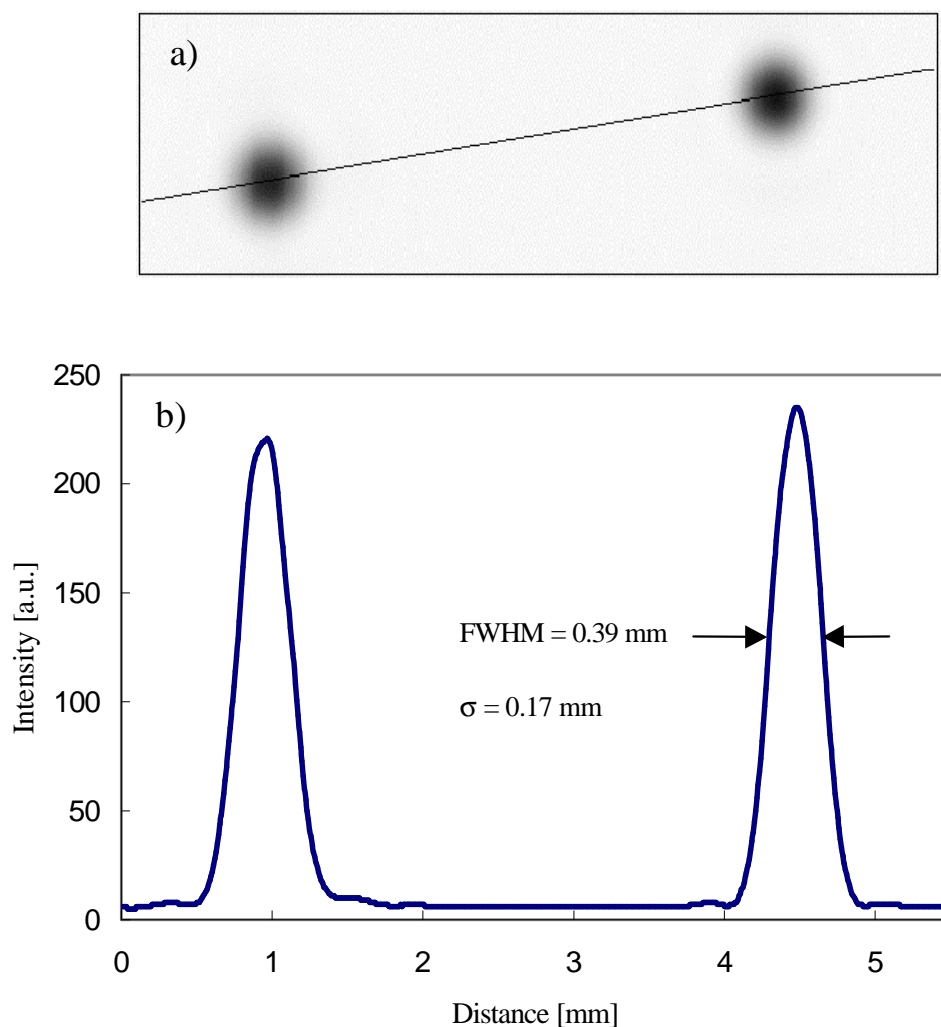 a)
b)
250
200
150
100
50
0
Intensity [a.u.]
FWHM = 0.39 mm
σ = 0.17 mm
0 1 2 3 4 5
Distance [mm]